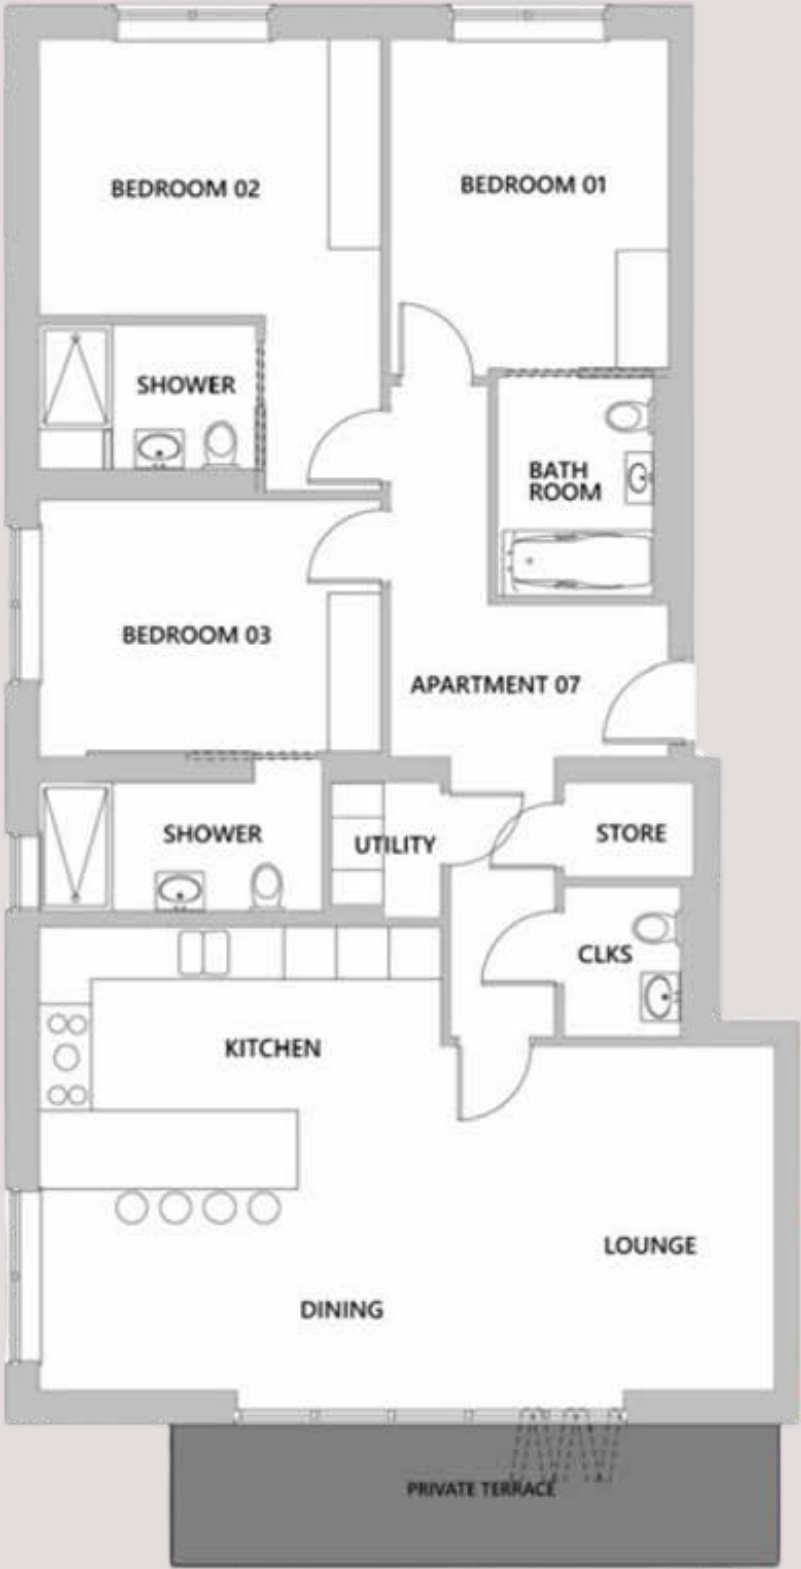 BEDROOM 02
BEDROOM 01
SHOWER
BATH
ROOM
BEDROOM 03
APARTMENT 07
SHOWER
UTILITY
STORE
CLKS
KITCHEN
LOUNGE
DINING
PRIVATE TERRACE